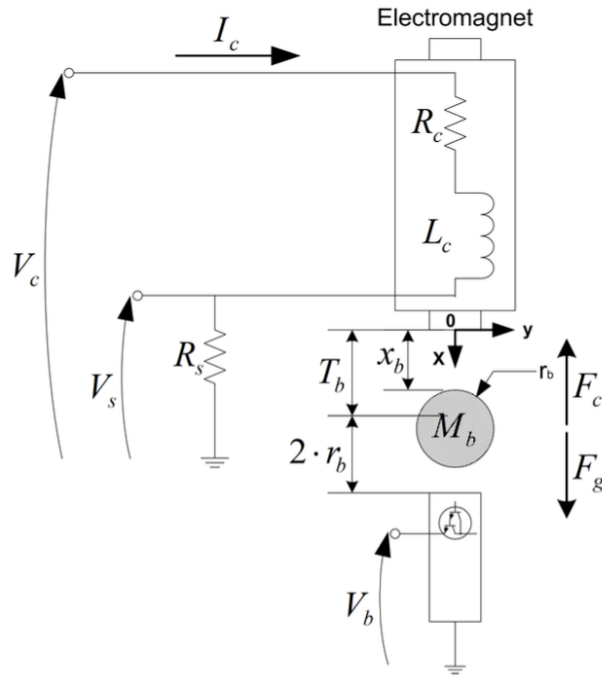 Electromagnet
I_c
R_c
L_c
V_c
0
y
x
x_b
T_b
r_b
F_c
R_s
V_s
M_b
2 · r_b
F_g
V_b